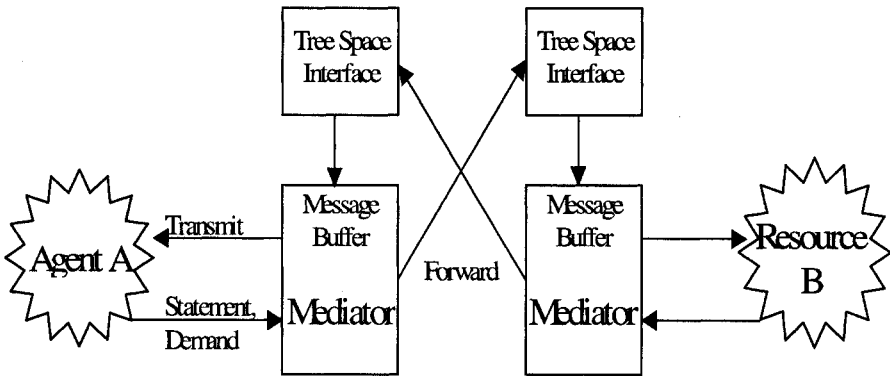 Tree Space
Interface
Tree Space
Interface
Message
Buffer
Mediator
Message
Buffer
Mediator
Transmit
Agent A
Statement,
Demand
Forward
Resource
B